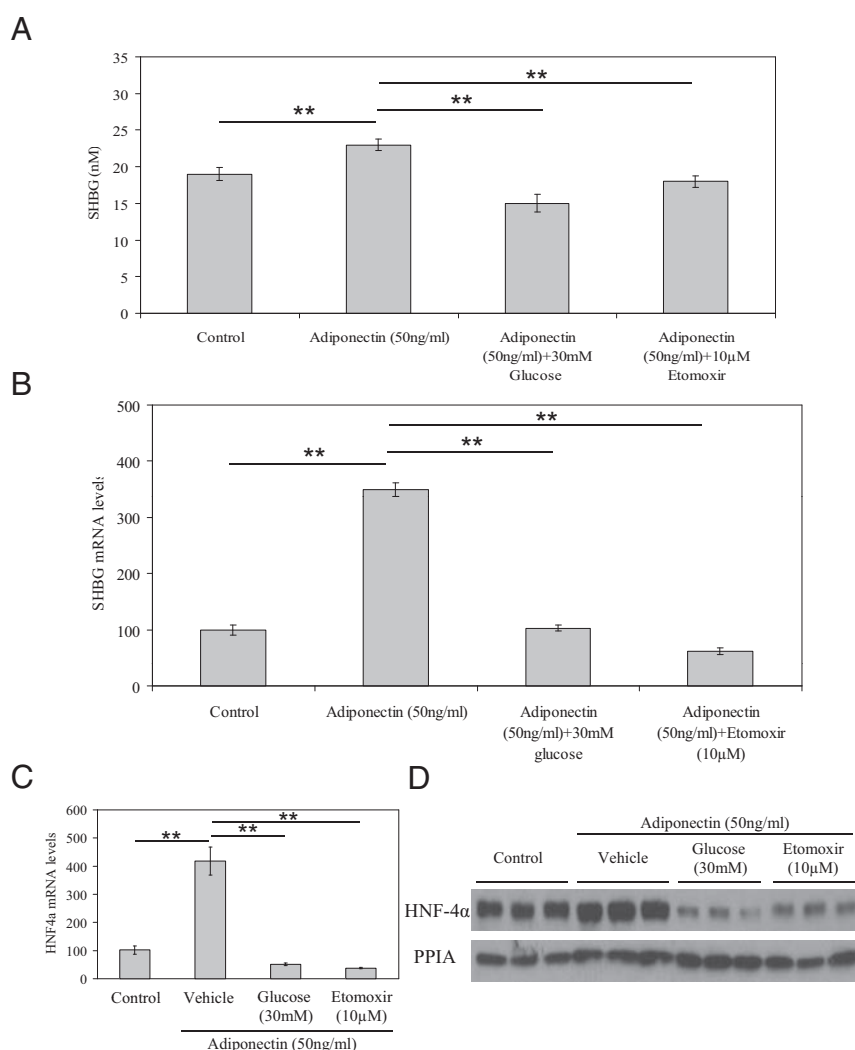 A
35
30
25
20
15
10
5
0
SHBG (nM)
**
**
**
Control
Adiponectin (50ng/ml)
Adiponectin
(50ng/ml)+30mM
Glucose
Adiponectin
(50ng/ml)+10µM
Etomoxir
B
500
400
300
200
100
0
SHBG mRNA levels
**
**
**
Control
Adiponectin (50ng/ml)
Adiponectin
(50ng/ml)+30mM
glucose
Adiponectin
(50ng/ml)+Etomoxir
(10µM)
C
600
500
400
300
200
100
0
HNF4a mRNA levels
**
**
**
Control
Vehicle
Glucose
(30mM)
Etomoxir
(10µM)
Adiponectin (50ng/ml)
D
Adiponectin (50ng/ml)
Control
Vehicle
Glucose
(30mM)
Etomoxir
(10µM)
HNF-4α
PPIA